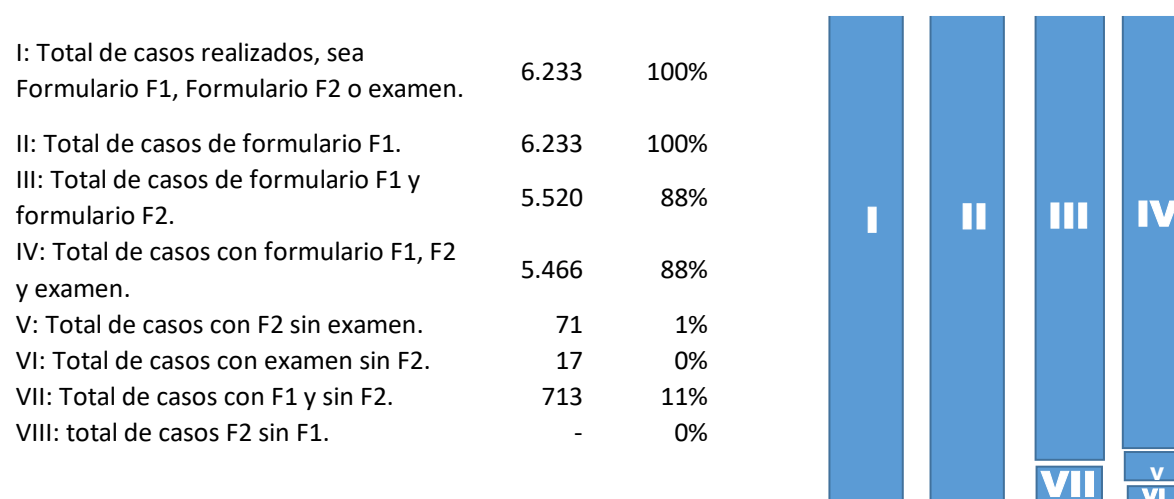 I: Total de casos realizados, sea
Formulario F1, Formulario F2 o examen.
6.233 100%
II: Total de casos de formulario F1. 6.233 100%
III: Total de casos de formulario F1 y
formulario F2.
5.520 88%
IV: Total de casos con formulario F1, F2
y examen.
5.466 88%
V: Total de casos con F2 sin examen. 71 1%
VI: Total de casos con examen sin F2. 17 0%
VII: Total de casos con F1 y sin F2. 713 11%
VIII: total de casos F2 sin F1. - 0%
I II III IV
VII V
VI